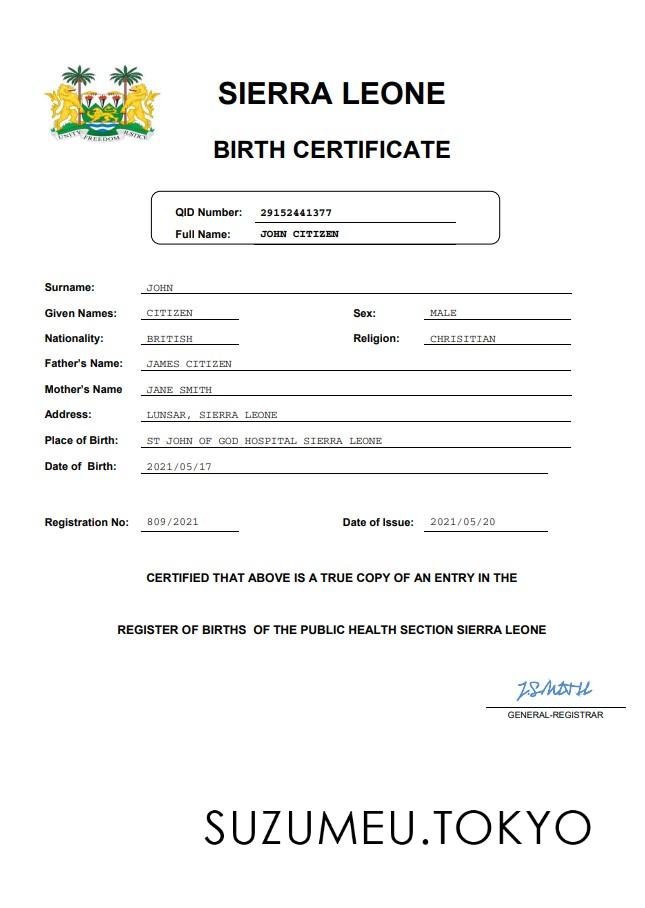 UNITY FREEDOM JUSTICE
SIERRA LEONE
BIRTH CERTIFICATE
QID Number: 29152441377
Full Name: JOHN CITIZEN
Surname: JOHN
Given Names: CITIZEN Sex: MALE
Nationality: BRITISH Religion: CHRISITIAN
Father's Name: JAMES CITIZEN
Mother's Name JANE SMITH
Address: LUNSAR, SIERRA LEONE
Place of Birth: ST JOHN OF GOD HOSPITAL SIERRA LEONE
Date of Birth: 2021/05/17
Registration No: 809/2021 Date of Issue: 2021/05/20
CERTIFIED THAT ABOVE IS A TRUE COPY OF AN ENTRY IN THE
REGISTER OF BIRTHS OF THE PUBLIC HEALTH SECTION SIERRA LEONE
J.SMITH
GENERAL-REGISTRAR
SUZUMEU.TOKYO